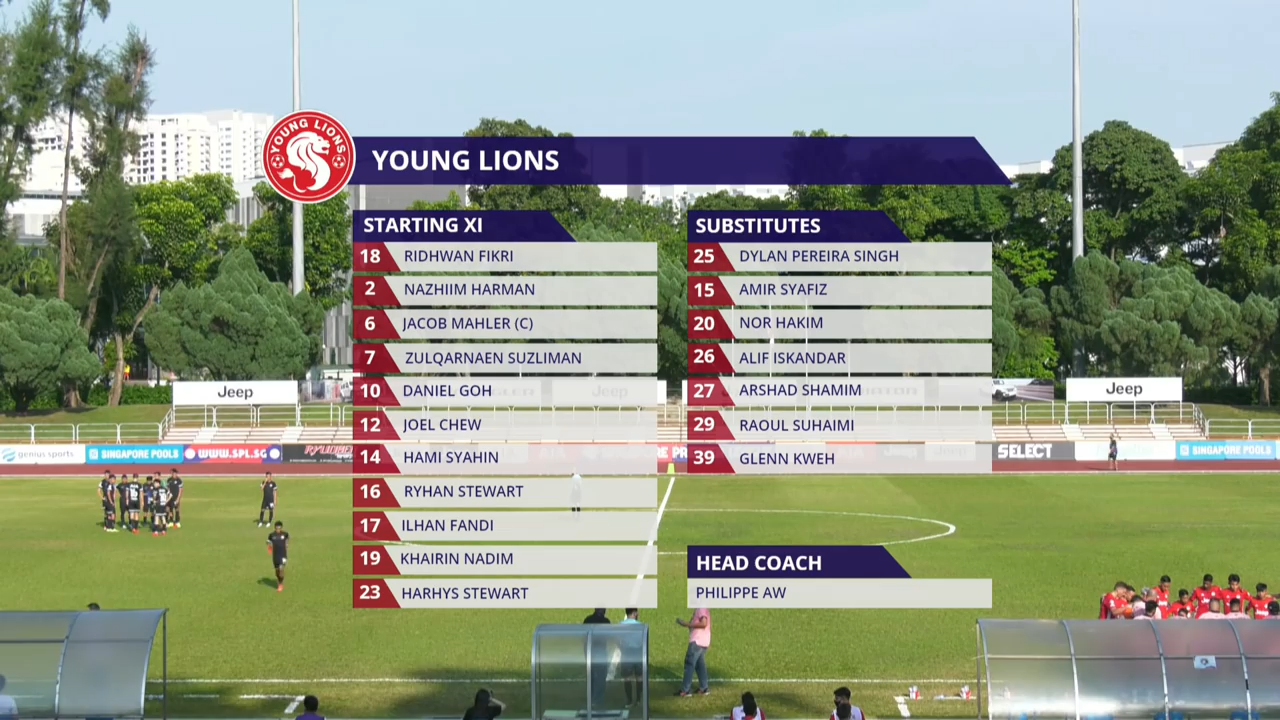 YOUNG LIONS
YOUNG LIONS
STARTING XI
18 RIDHWAN FIKRI
2 NAZHIIM HARMAN
6 JACOB MAHLER (C)
7 ZULQARNAEN SUZLIMAN
10 DANIEL GOH
12 JOEL CHEW
14 HAMI SYAHIN
16 RYHAN STEWART
17 ILHAN FANDI
19 KHAIRIN NADIM
23 HARHYS STEWART
SUBSTITUTES
25 DYLAN PEREIRA SINGH
15 AMIR SYAFIZ
20 NOR HAKIM
26 ALIF ISKANDAR
27 ARSHAD SHAMIM
29 RAOUL SUHAIMI
39 GLENN KWEH
HEAD COACH
PHILIPPE AW
Jeep
Jeep
Jeep
genius sports
SINGAPORE POOLS
WWW.SPL.SG
SELECT
SINGAPORE POOLS